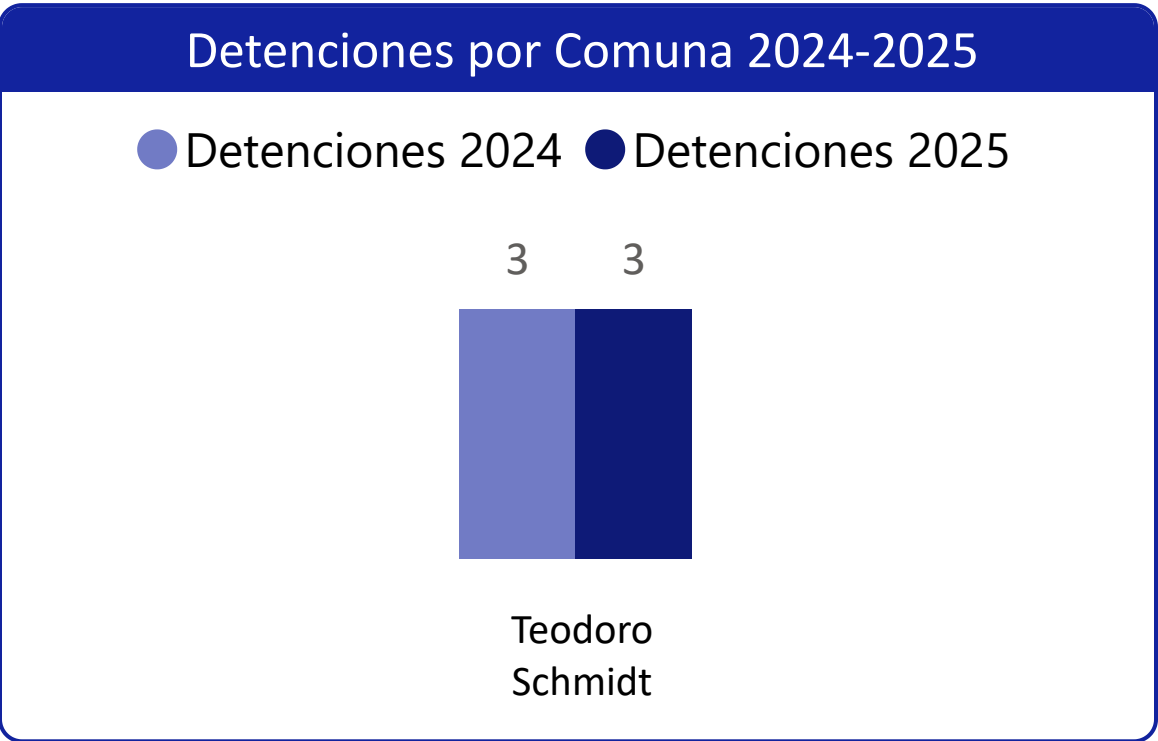 Detenciones por Comuna 2024-2025
Detenciones 2024 Detenciones 2025
3 3
Teodoro
Schmidt